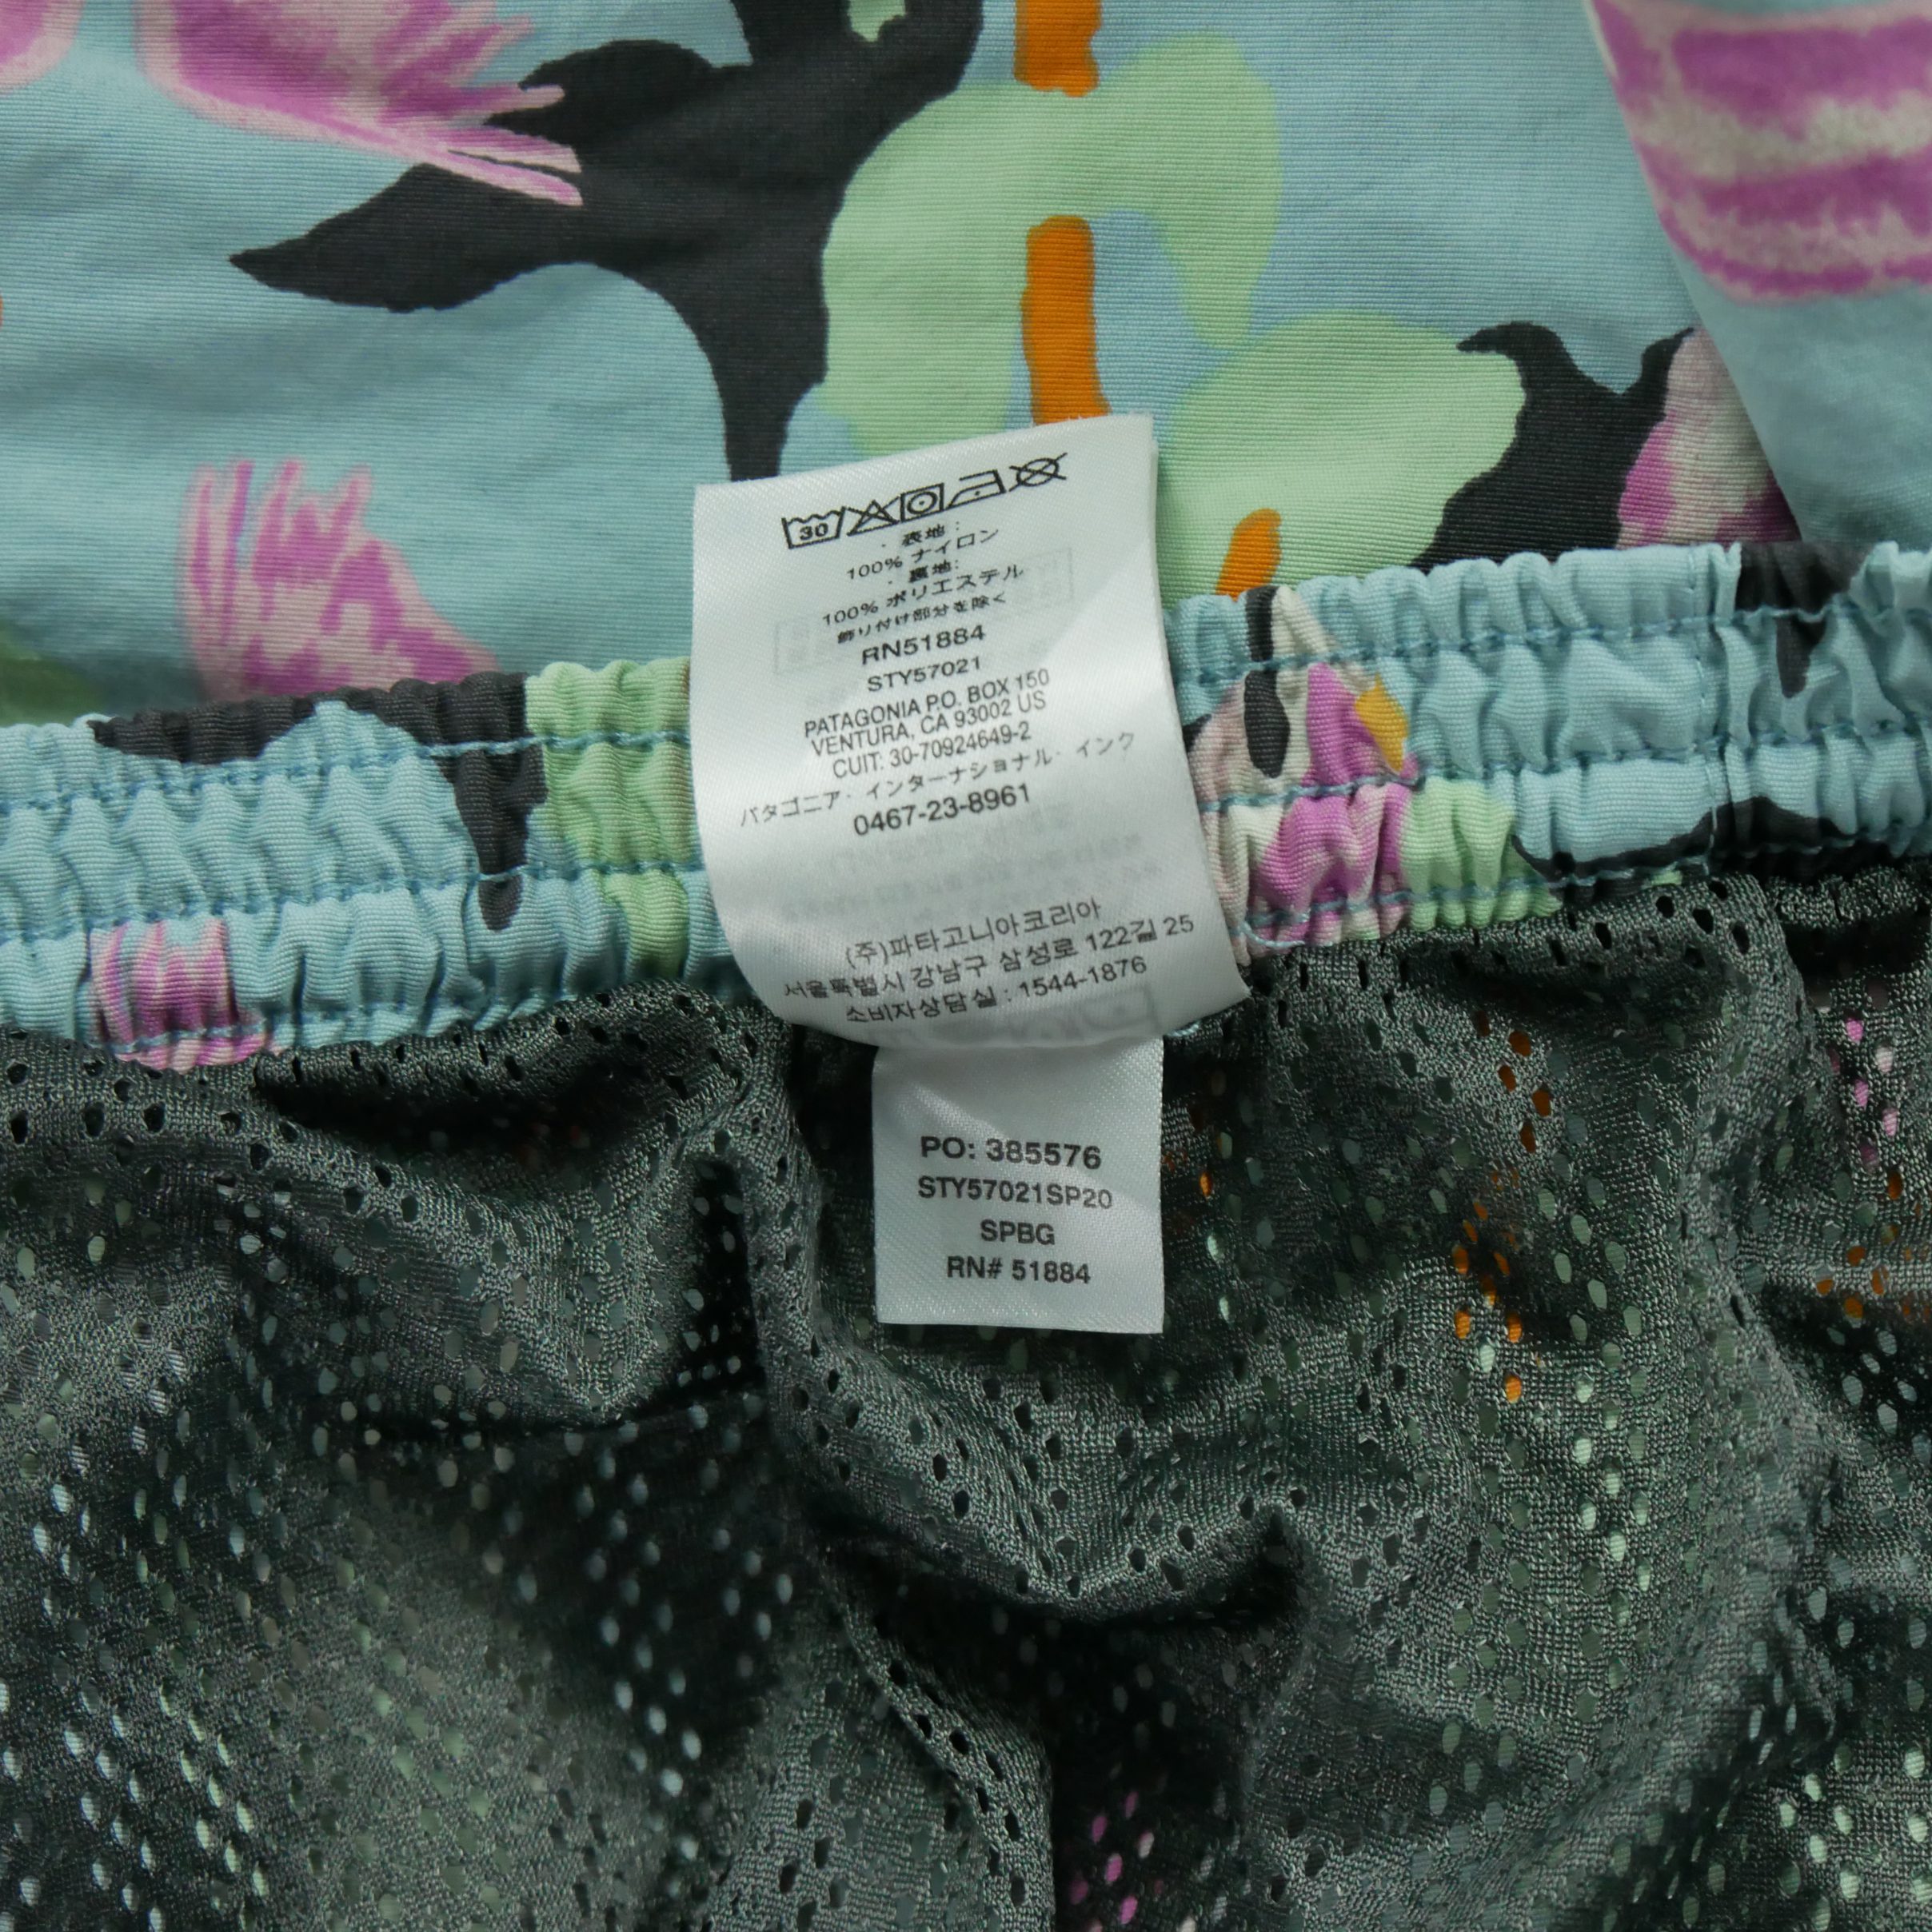 30
・表地:
100% ナイロン
・裏地:
100% ポリエステル
飾り付け部分を除く
RN51884
STY57021
PATAGONIA P.O. BOX 150
VENTURA, CA 93002 US
CUIT: 30-70924649-2
パタゴニア・インターナショナル・インク
0467-23-8961
(주)파타고니아코리아
서울특별시 강남구 삼성로 122길 25
소비자상담실 : 1544-1876
PO: 385576
STY57021SP20
SPBG
RN# 51884